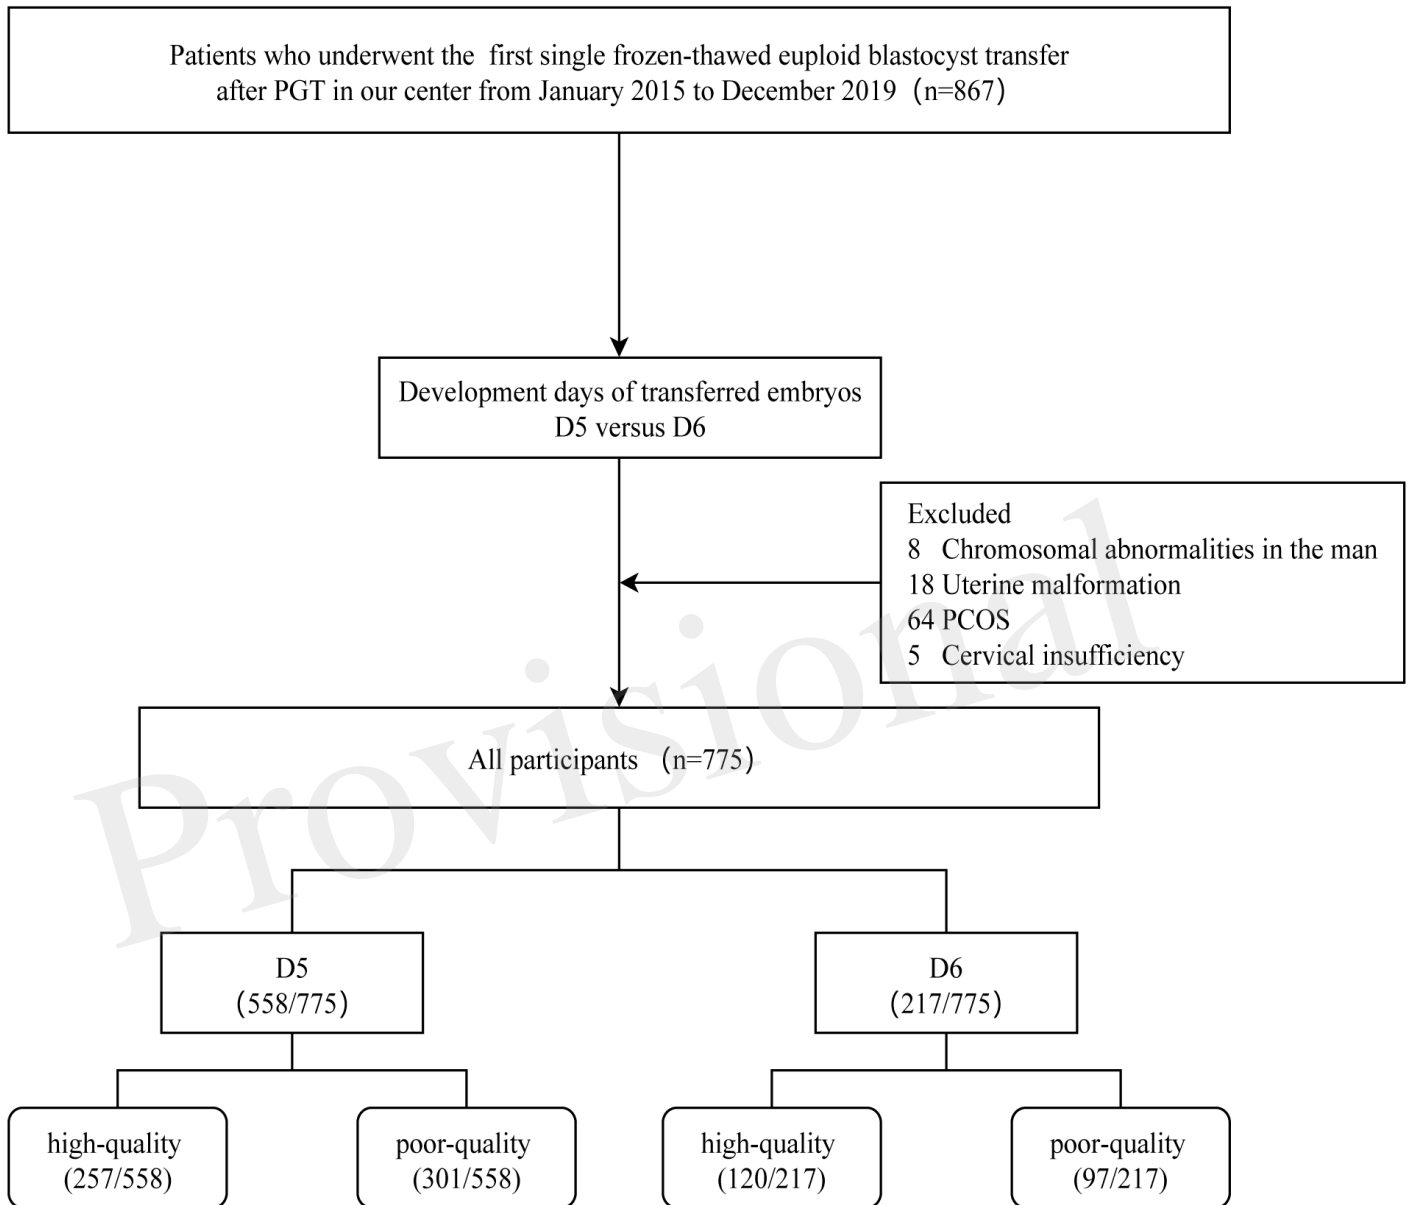 Patients who underwent the first single frozen-thawed euploid blastocyst transfer
after PGT in our center from January 2015 to December 2019（n=867）
Development days of transferred embryos
D5 versus D6
Excluded
8 Chromosomal abnormalities in the man
18 Uterine malformation
64 PCOS
5 Cervical insufficiency
All participants （n=775）
D5
（558/775）
D6
（217/775）
high-quality
(257/558)
poor-quality
(301/558)
high-quality
(120/217)
poor-quality
(97/217)
Provisional